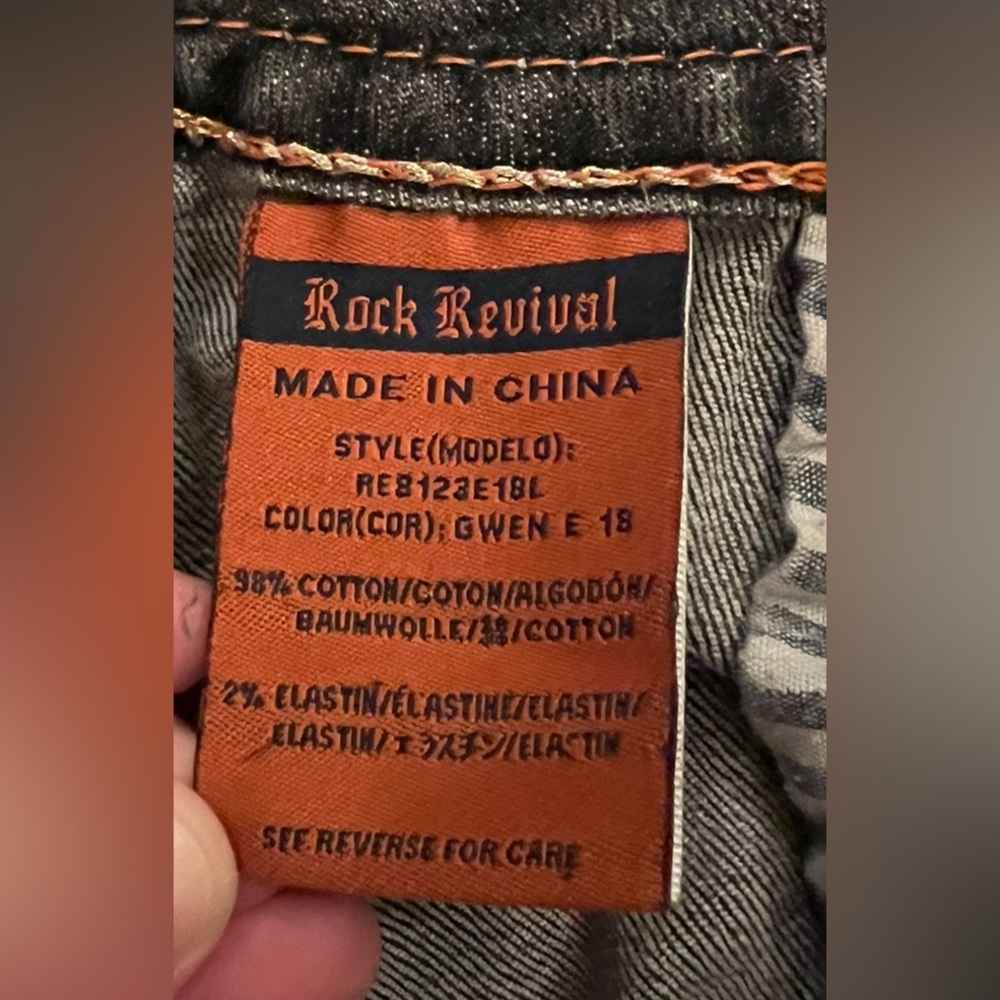 Rock Revival
MADE IN CHINA
STYLE(MODELO):
RE8123E18L
COLOR(COR): GWEN E 18
98% COTTON/COTON/ALGODÓN/
BAUMWOLLE/綿/COTTON
2% ELASTIN/ÉLASTINE/ELASTIN/
ELASTIN/エラスチン/ELASTIN
SEE REVERSE FOR CARE